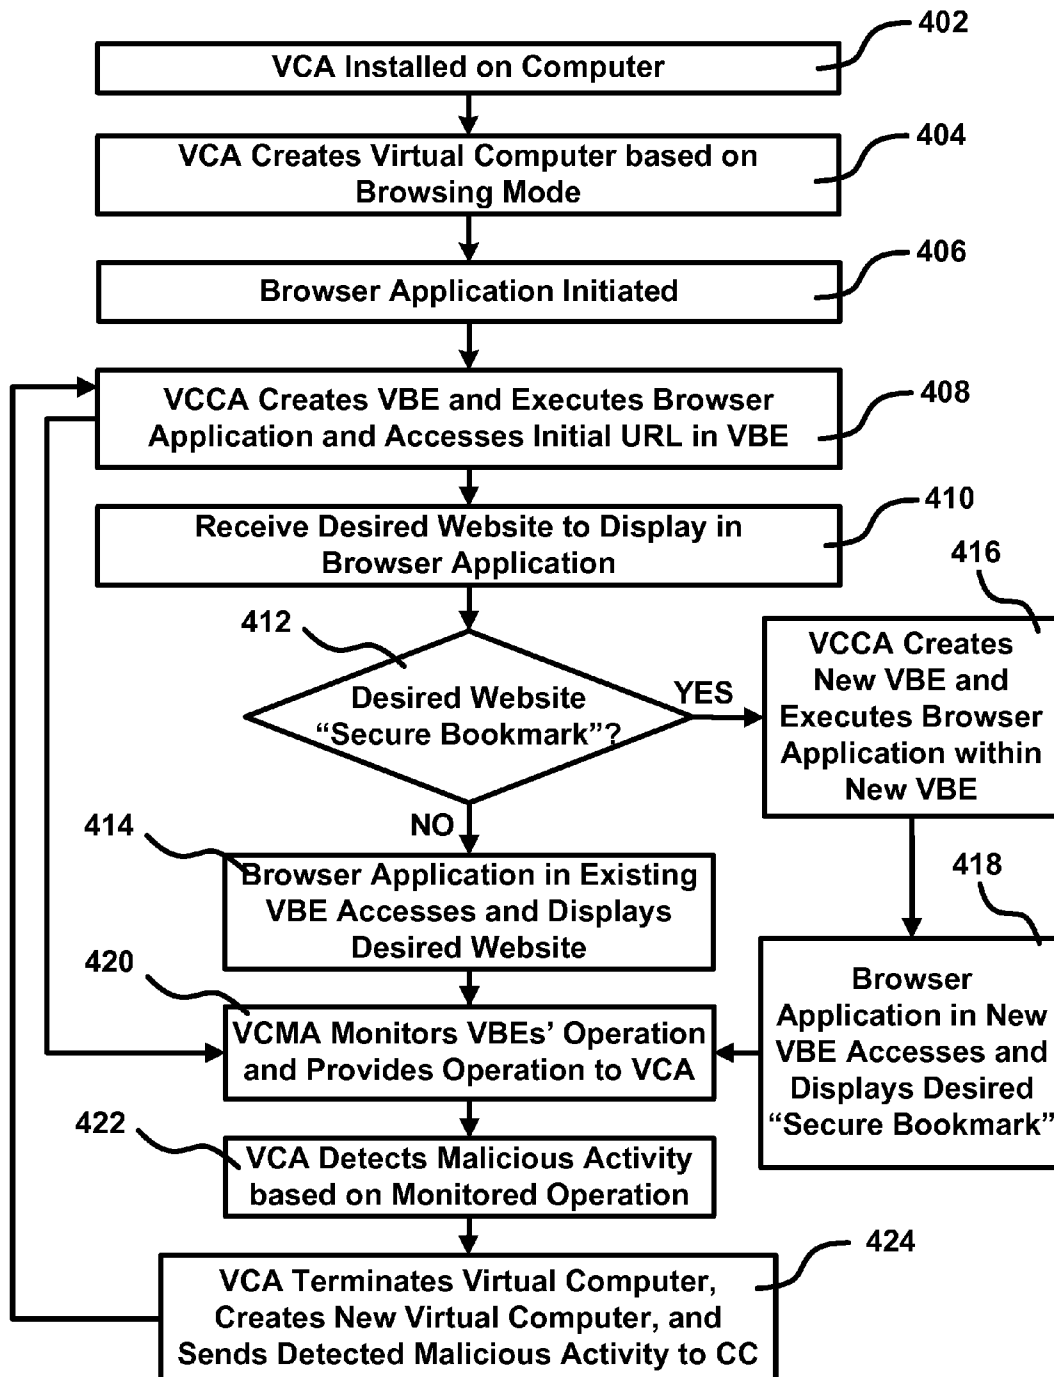 402
VCA Installed on Computer
404
VCA Creates Virtual Computer based on
Browsing Mode
406
Browser Application Initiated
408
VCCA Creates VBE and Executes Browser
Application and Accesses Initial URL in VBE
410
Receive Desired Website to Display in
Browser Application
412
Desired Website
“Secure Bookmark”?
YES
NO
416
VCCA Creates
New VBE and
Executes Browser
Application within
New VBE
414
Browser Application in Existing
VBE Accesses and Displays
Desired Website
418
Browser
Application in New
VBE Accesses and
Displays Desired
“Secure Bookmark”
420
VCMA Monitors VBEs’ Operation
and Provides Operation to VCA
422
VCA Detects Malicious Activity
based on Monitored Operation
424
VCA Terminates Virtual Computer,
Creates New Virtual Computer, and
Sends Detected Malicious Activity to CC